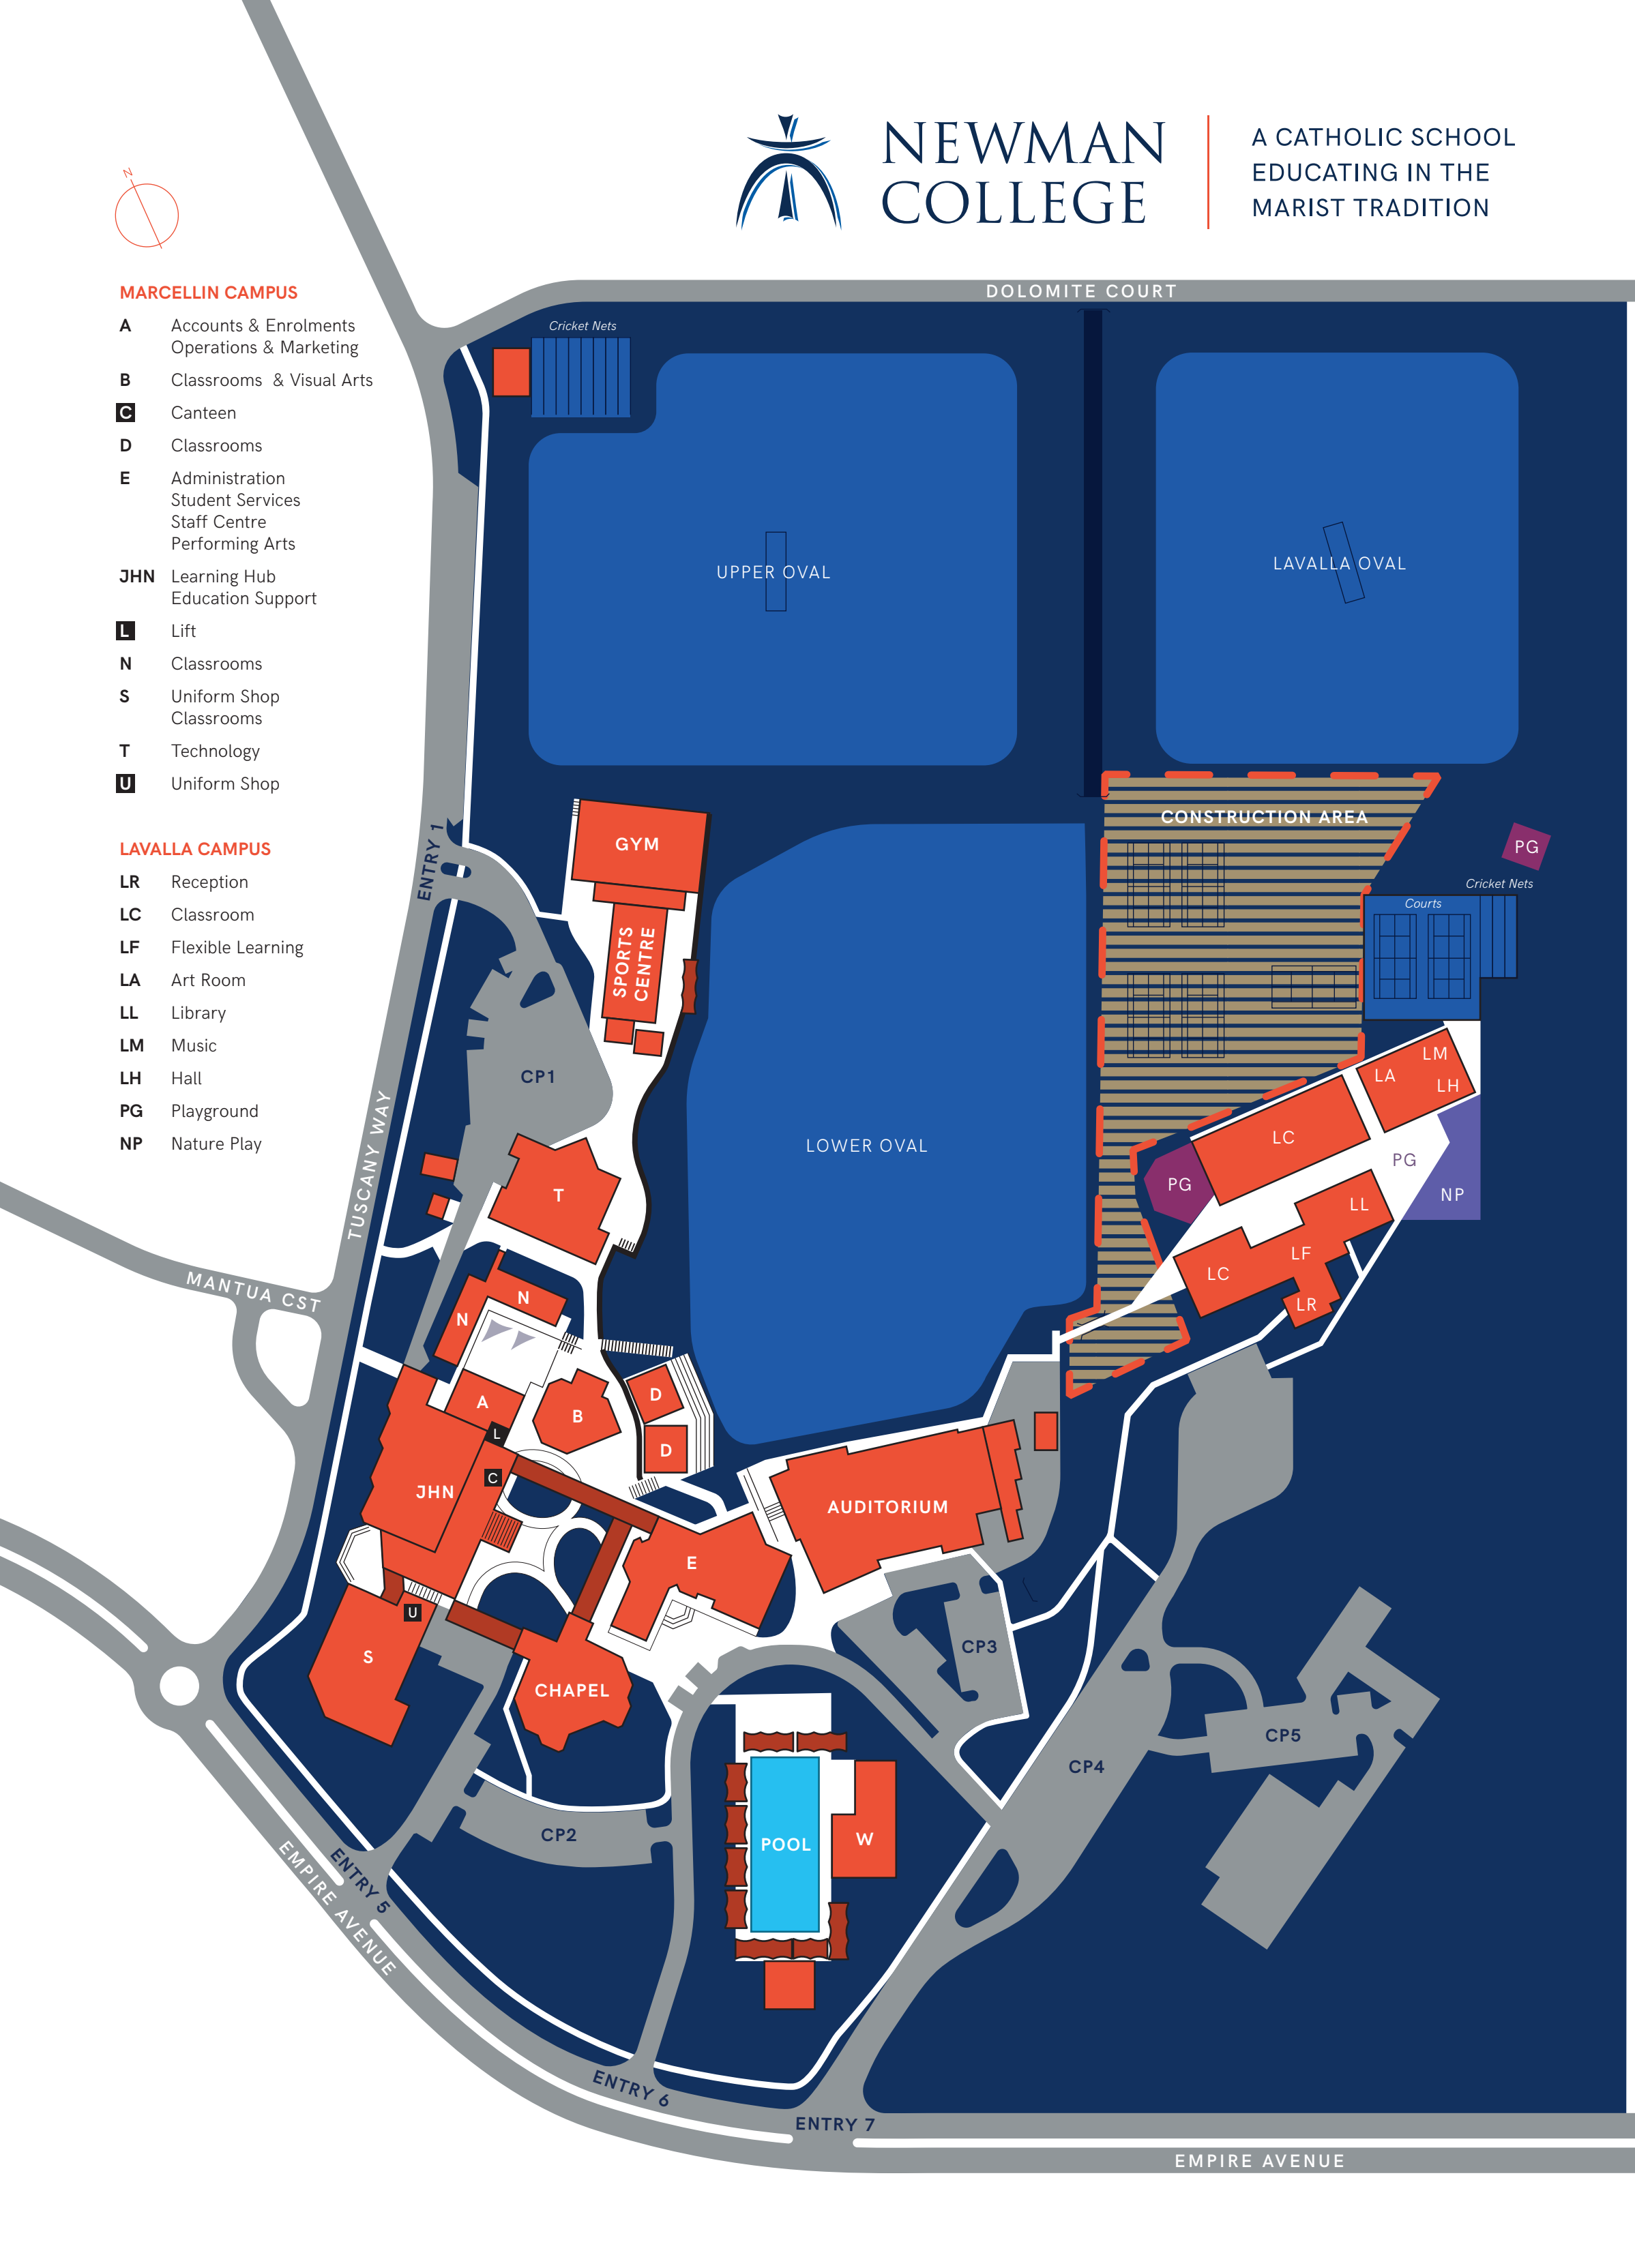 NEWMAN
COLLEGE
A CATHOLIC SCHOOL
EDUCATING IN THE
MARIST TRADITION
N
MARCELLIN CAMPUS
A Accounts & Enrolments
Operations & Marketing
B Classrooms & Visual Arts
C Canteen
D Classrooms
E Administration
Student Services
Staff Centre
Performing Arts
JHN Learning Hub
Education Support
L Lift
N Classrooms
S Uniform Shop
Classrooms
T Technology
U Uniform Shop
LAVALLA CAMPUS
LR Reception
LC Classroom
LF Flexible Learning
LA Art Room
LL Library
LM Music
LH Hall
PG Playground
NP Nature Play
DOLOMITE COURT
Cricket Nets
UPPER OVAL
LAVALLA OVAL
CONSTRUCTION AREA
GYM
PG
ENTRY 1
Cricket Nets
Courts
SPORTS
CENTRE
LM
LA
LH
CP1
TUSCANY WAY
LOWER OVAL
LC
PG
PG
NP
T
LL
LF
LC
LR
MANTUA CST
N
N
A
B
D
D
L
C
JHN
AUDITORIUM
E
U
S
CHAPEL
CP3
CP5
CP4
CP2
POOL
W
ENTRY 5
EMPIRE AVENUE
ENTRY 6
ENTRY 7
EMPIRE AVENUE